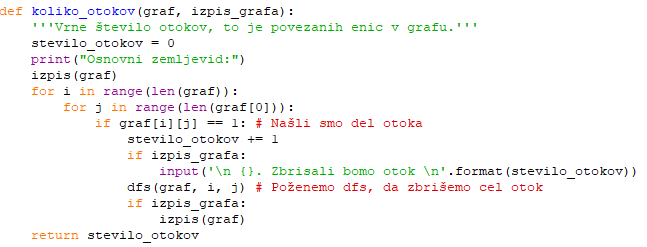 def koliko_otokov(graf, izpis_grafa):
    '''Vrne število otokov, to je povezanih enic v grafu.'''
    stevilo_otokov = 0
    print("Osnovni zemljevid:")
    izpis(graf)
    for i in range(len(graf)):
        for j in range(len(graf[0])):
            if graf[i][j] == 1: # Našli smo del otoka
                stevilo_otokov += 1
                if izpis_grafa:
                    input('\n {}. Zbrisali bomo otok \n'.format(stevilo_otokov))
                dfs(graf, i, j) # Poženemo dfs, da zbrišemo cel otok
                if izpis_grafa:
                    izpis(graf)
    return stevilo_otokov